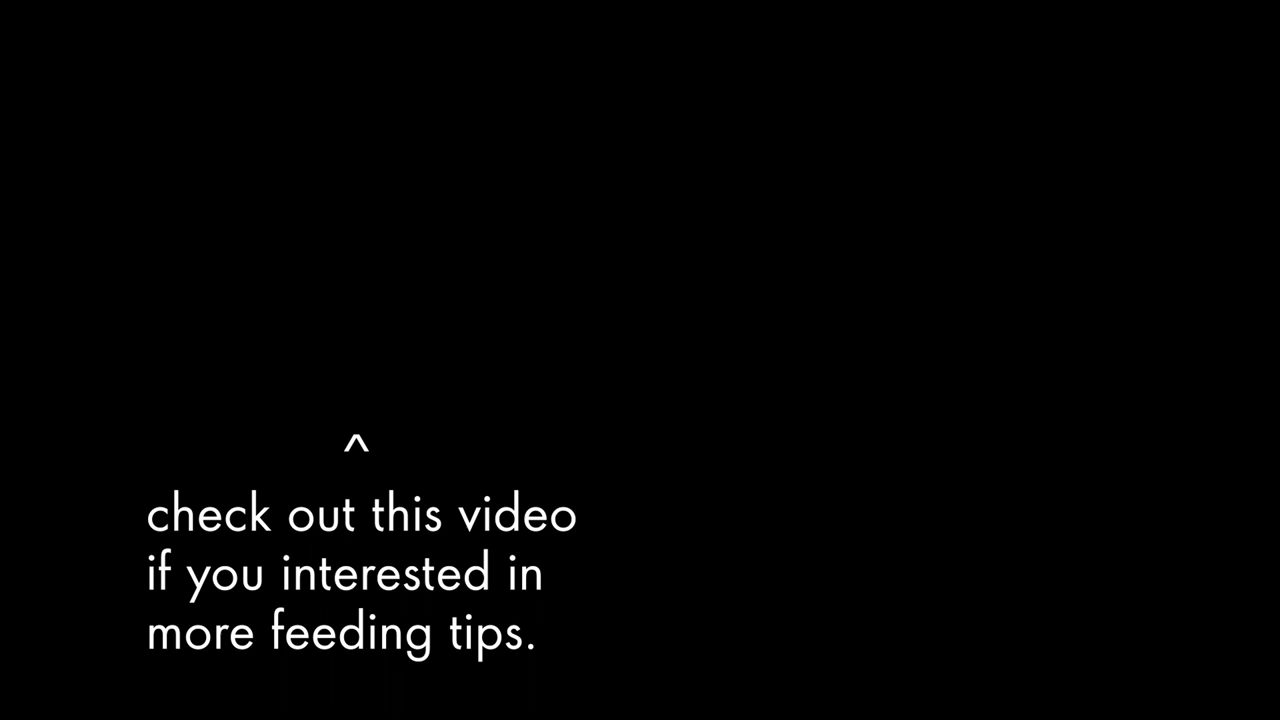 ^
check out this video
if you interested in
more feeding tips.